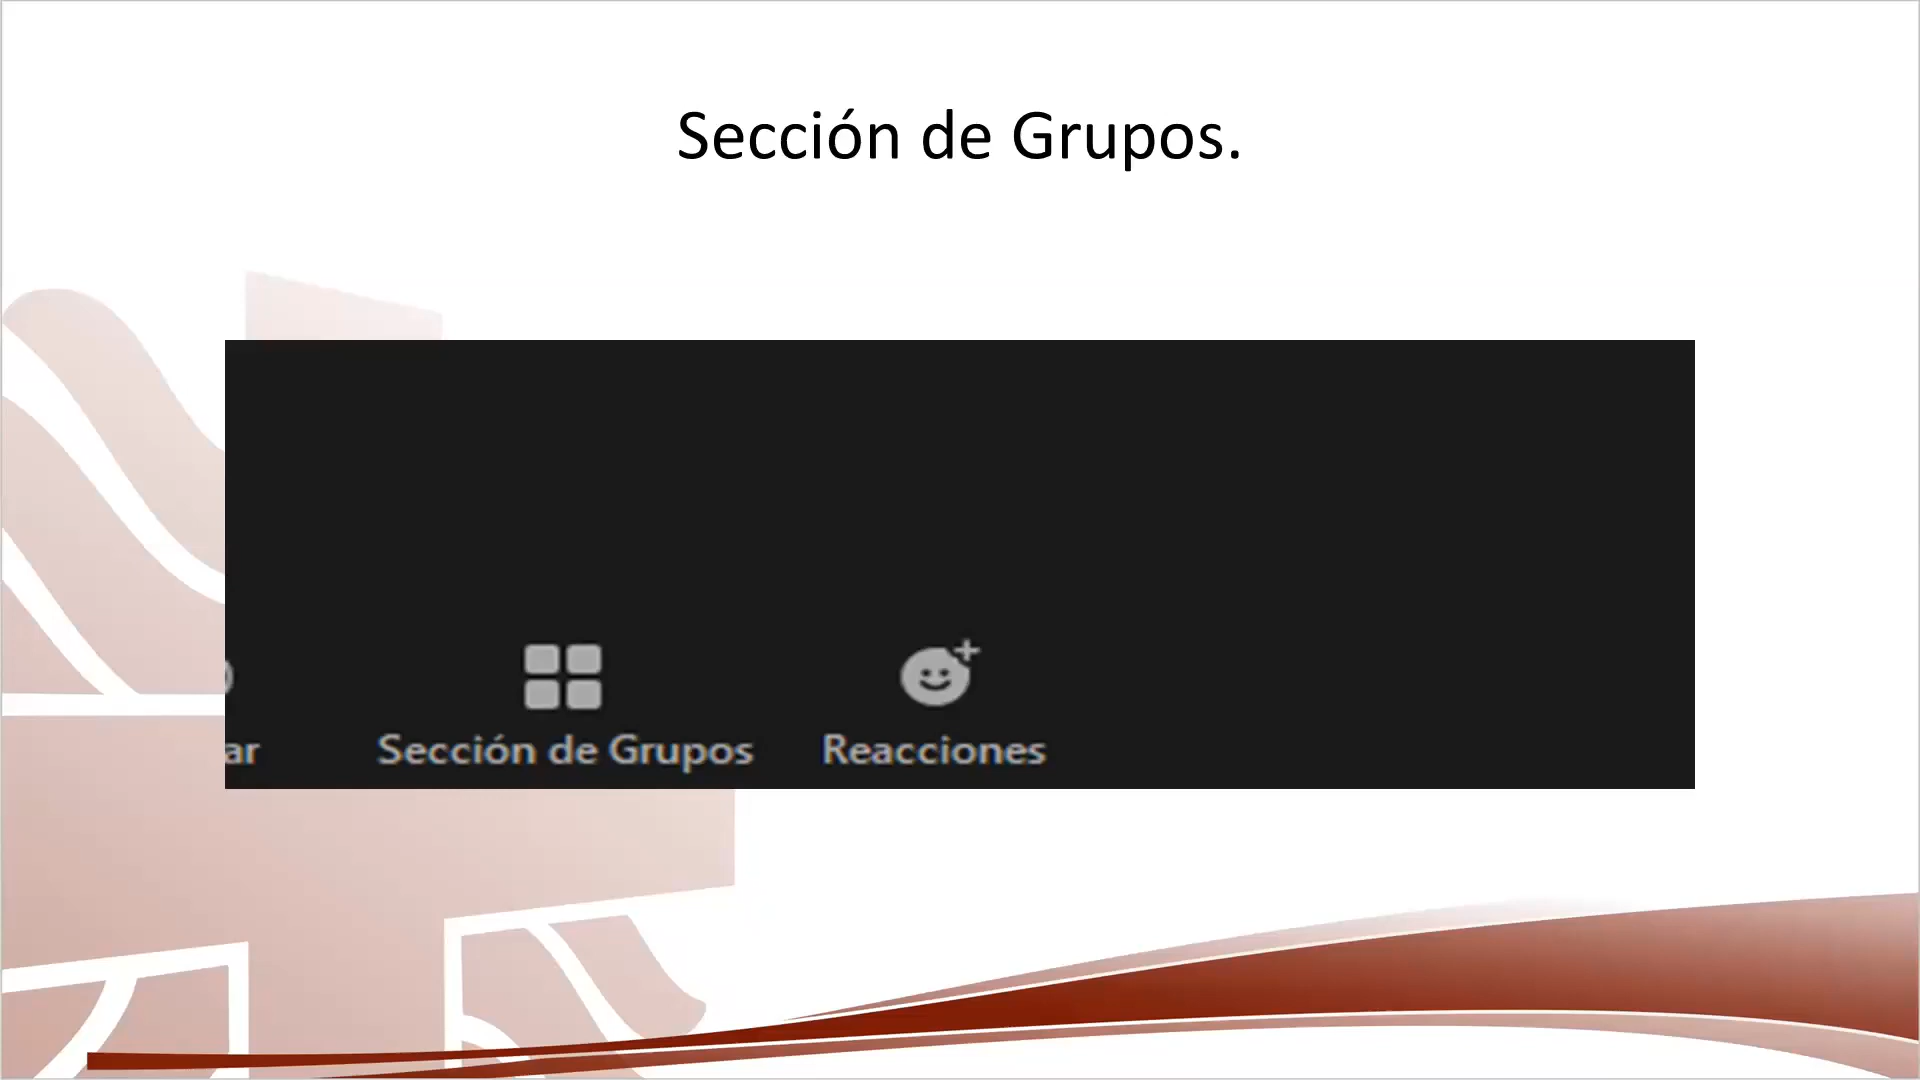 Sección de Grupos.
ar
Sección de Grupos
Reacciones